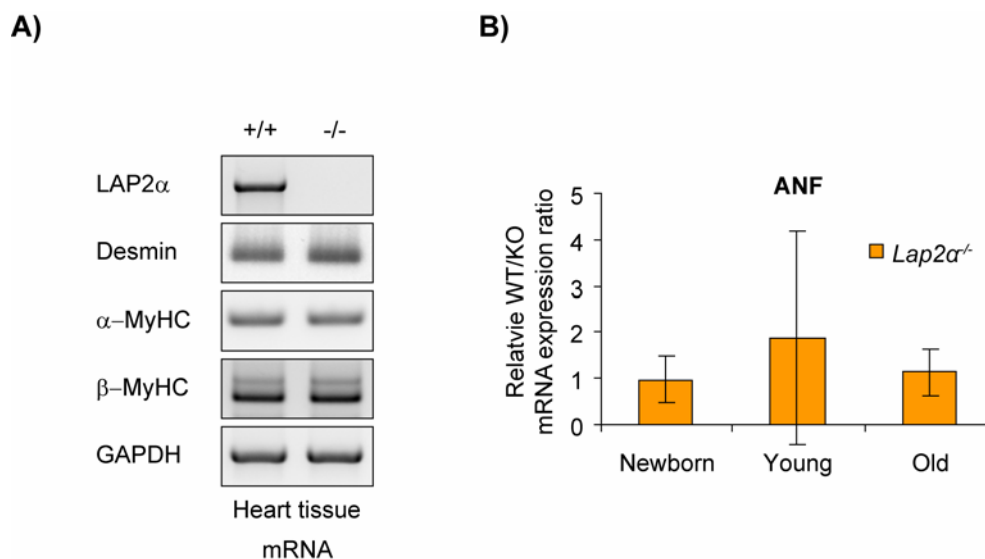 A)
+/+ -/-
LAP2α
Desmin
α–MyHC
β–MyHC
GAPDH
Heart tissue
mRNA
B)
ANF
Relatvie WT/KO
mRNA expression ratio
5
4
3
2
1
0
Lap2α-/-
Newborn Young Old